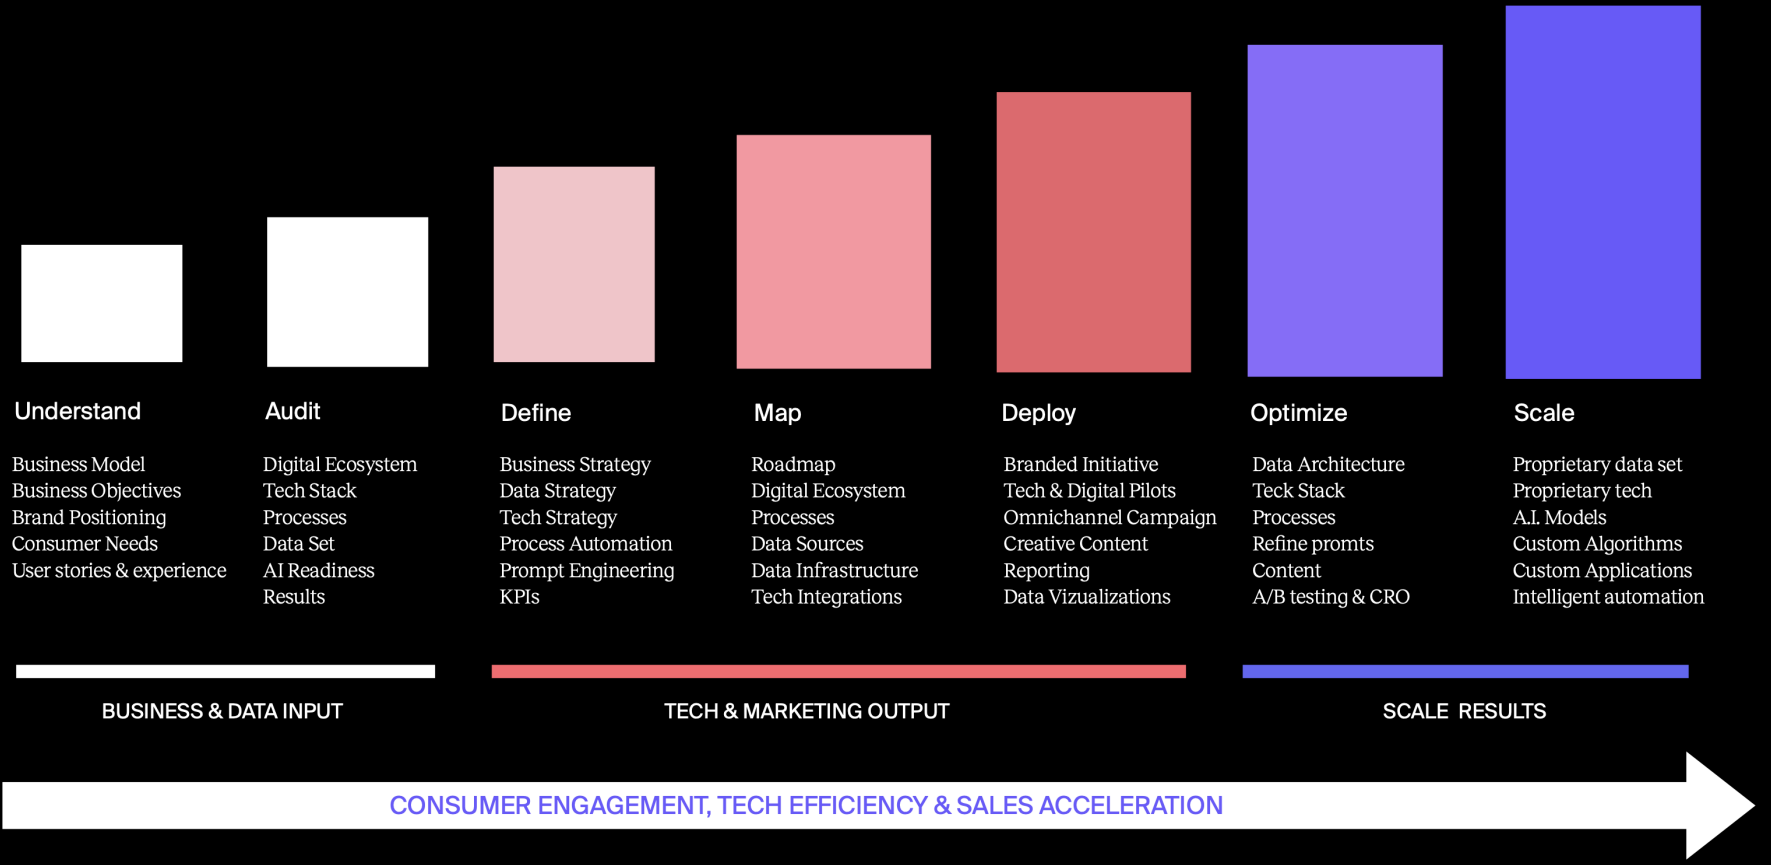 Understand
Business Model
Business Objectives
Brand Positioning
Consumer Needs
User stories & experience
Audit
Digital Ecosystem
Tech Stack
Processes
Data Set
AI Readiness
Results
Define
Business Strategy
Data Strategy
Tech Strategy
Process Automation
Prompt Engineering
KPIs
Map
Roadmap
Digital Ecosystem
Processes
Data Sources
Data Infrastructure
Tech Integrations
Deploy
Branded Initiative
Tech & Digital Pilots
Omnichannel Campaign
Creative Content
Reporting
Data Vizualizations
Optimize
Data Architecture
Teck Stack
Processes
Refine promts
Content
A/B testing & CRO
Scale
Proprietary data set
Proprietary tech
A.I. Models
Custom Algorithms
Custom Applications
Intelligent automation
BUSINESS & DATA INPUT
TECH & MARKETING OUTPUT
SCALE RESULTS
CONSUMER ENGAGEMENT, TECH EFFICIENCY & SALES ACCELERATION